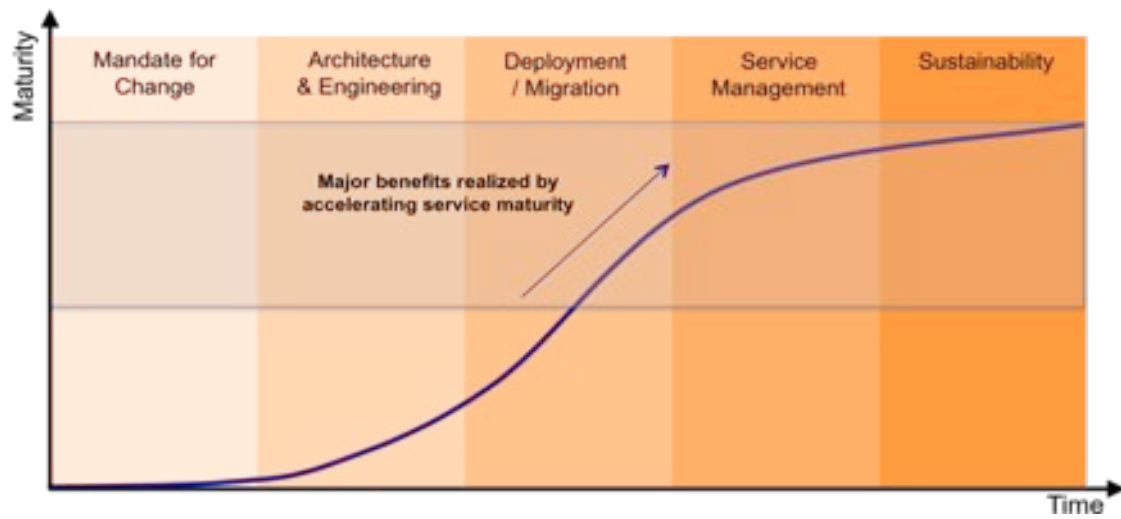 Maturity
Mandate for
Change
Architecture
& Engineering
Deployment
/ Migration
Service
Management
Sustainability
Major benefits realized by
accelerating service maturity
Time